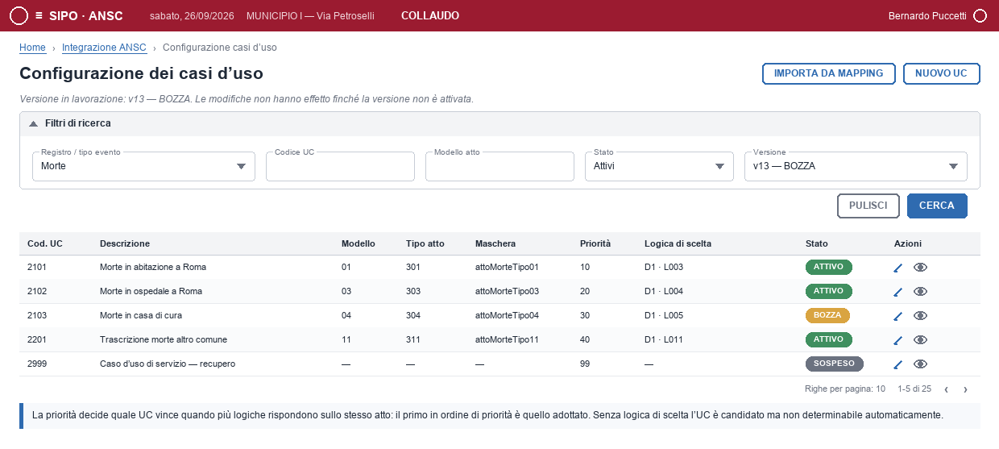 ≡ SIPO · ANSC sabato, 26/09/2026 MUNICIPIO I — Via Petroselli COLLAUDO Bernardo Puccetti
Home › Integrazione ANSC › Configurazione casi d’uso
Configurazione dei casi d’uso IMPORTA DA MAPPING NUOVO UC
Versione in lavorazione: v13 — BOZZA. Le modifiche non hanno effetto finché la versione non è attivata.
Filtri di ricerca
Registro / tipo evento Codice UC Modello atto Stato Versione
Morte Attivi v13 — BOZZA
PULISCI CERCA
Cod. UC Descrizione Modello Tipo atto Maschera Priorità Logica di scelta Stato Azioni
2101 Morte in abitazione a Roma 01 301 attoMorteTipo01 10 D1 · L003 ATTIVO
2102 Morte in ospedale a Roma 03 303 attoMorteTipo03 20 D1 · L004 ATTIVO
2103 Morte in casa di cura 04 304 attoMorteTipo04 30 D1 · L005 BOZZA
2201 Trascrizione morte altro comune 11 311 attoMorteTipo11 40 D1 · L011 ATTIVO
2999 Caso d’uso di servizio — recupero — — — 99 — SOSPESO
Righe per pagina: 10 1-5 di 25 ‹ ›
La priorità decide quale UC vince quando più logiche rispondono sullo stesso atto: il primo in ordine di priorità è quello adottato. Senza logica di scelta l’UC è candidato ma non determinabile automaticamente.